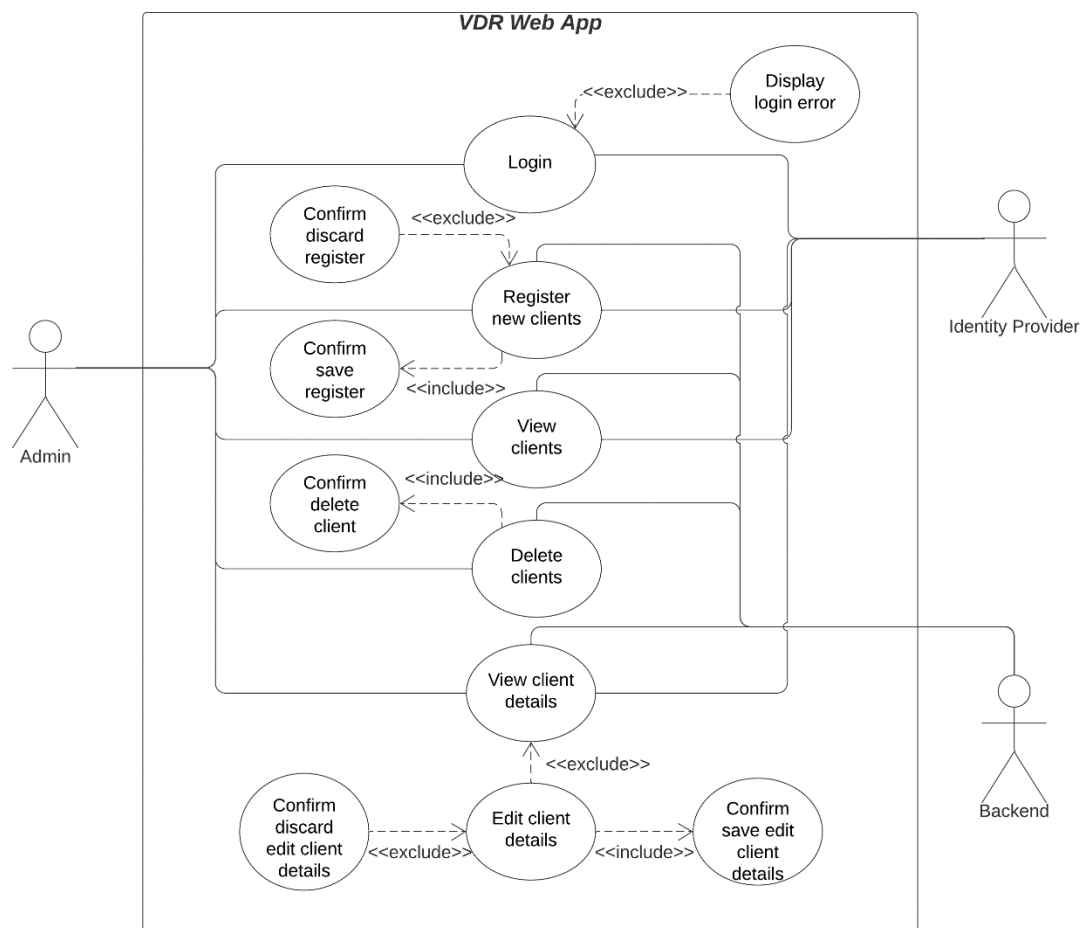 VDR Web App
Display
login error
<<exclude>>
Login
Confirm
discard
register
<<exclude>>
Register
new clients
Identity Provider
Confirm
save
register
<<include>>
View
clients
Admin
<<include>>
Confirm
delete
client
Delete
clients
View client
details
<<exclude>>
Confirm
discard
edit client
details
<<exclude>>
Edit client
details
<<include>>
Confirm
save edit
client
details
Backend